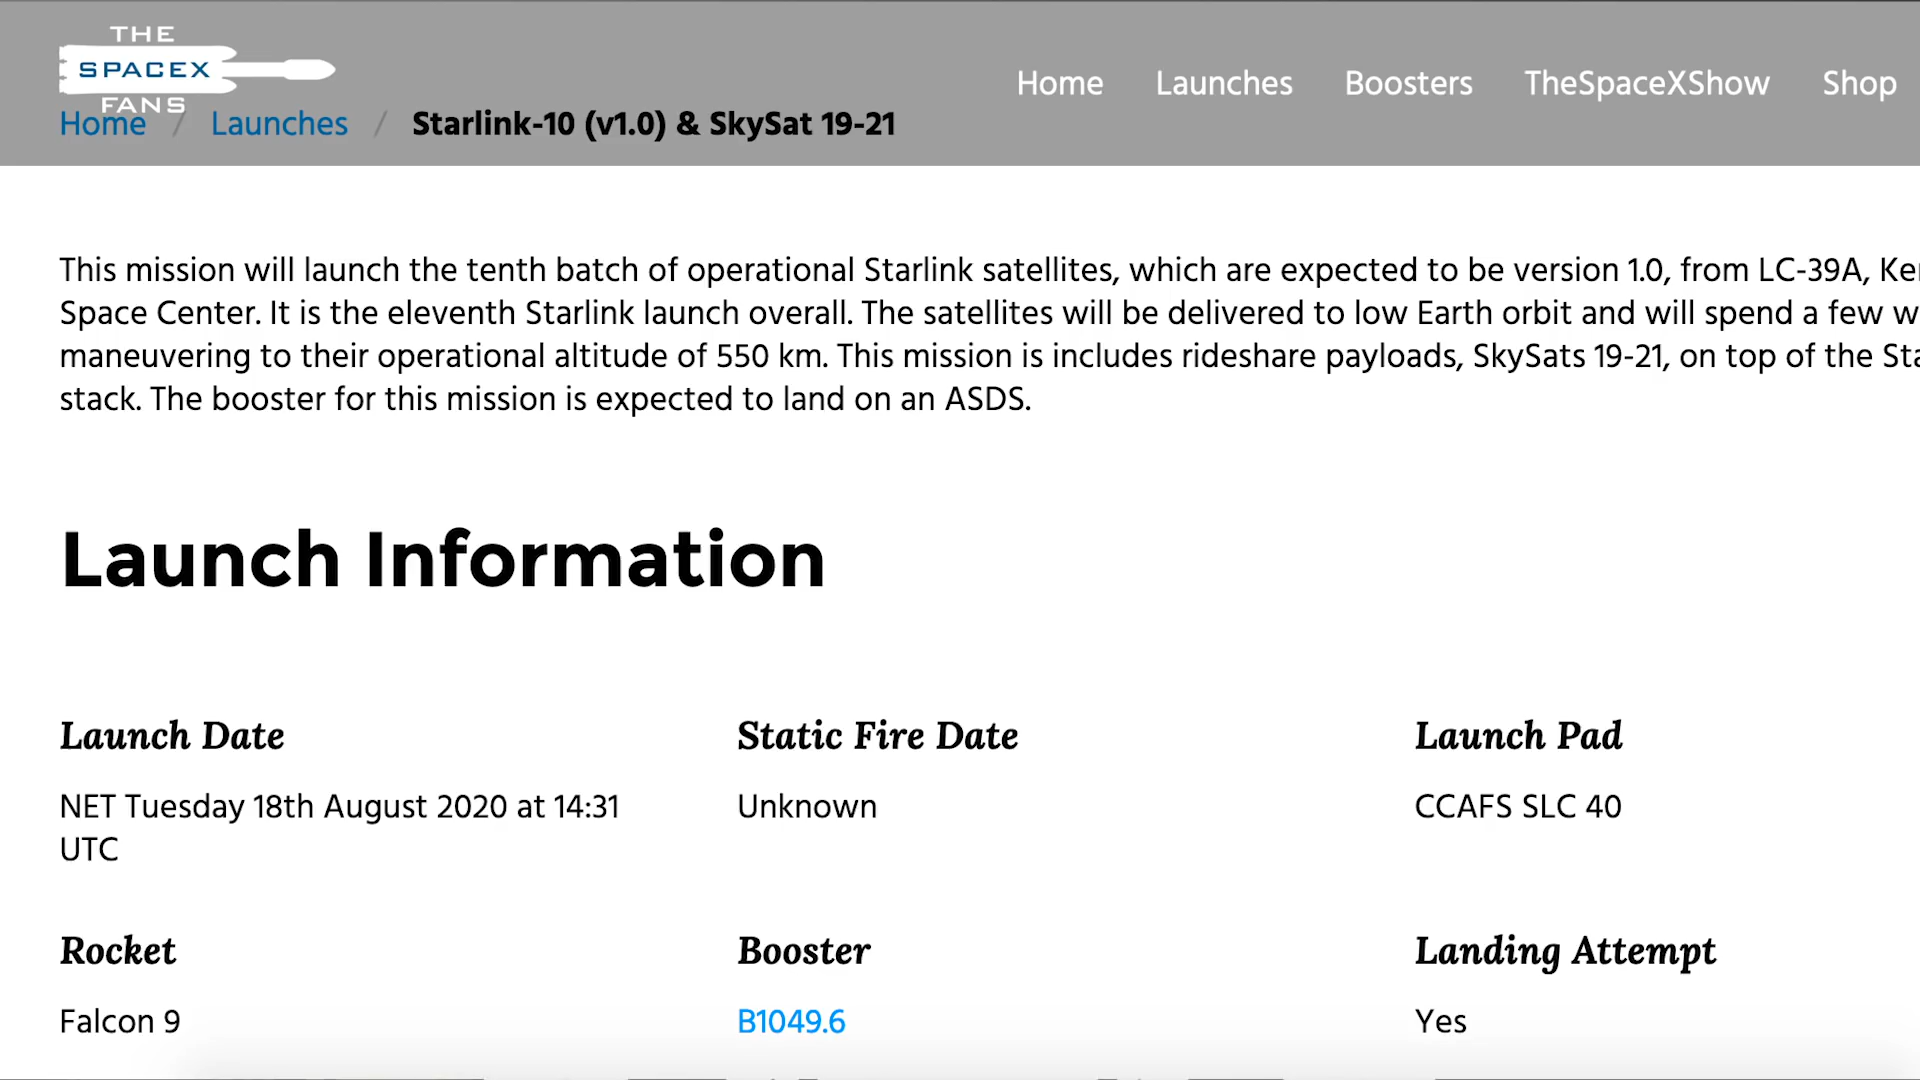 THE
SPACEX
FANS
Home Launches Boosters TheSpaceXShow Shop
Home / Launches / Starlink-10 (v1.0) & SkySat 19-21
This mission will launch the tenth batch of operational Starlink satellites, which are expected to be version 1.0, from LC-39A,
Space Center. It is the eleventh Starlink launch overall. The satellites will be delivered to low Earth orbit and will spend a few
maneuvering to their operational altitude of 550 km. This mission is includes rideshare payloads, SkySats 19-21, on top of the
stack. The booster for this mission is expected to land on an ASDS.
Launch Information
Launch Date Static Fire Date Launch Pad
NET Tuesday 18th August 2020 at 14:31 Unknown CCAFS SLC 40
UTC
Rocket Booster Landing Attempt
Falcon 9 B1049.6 Yes